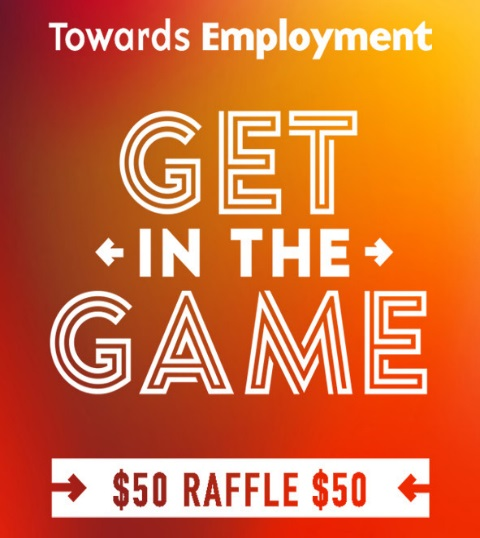 Towards Employment
GET
IN THE
GAME
$50 RAFFLE $50